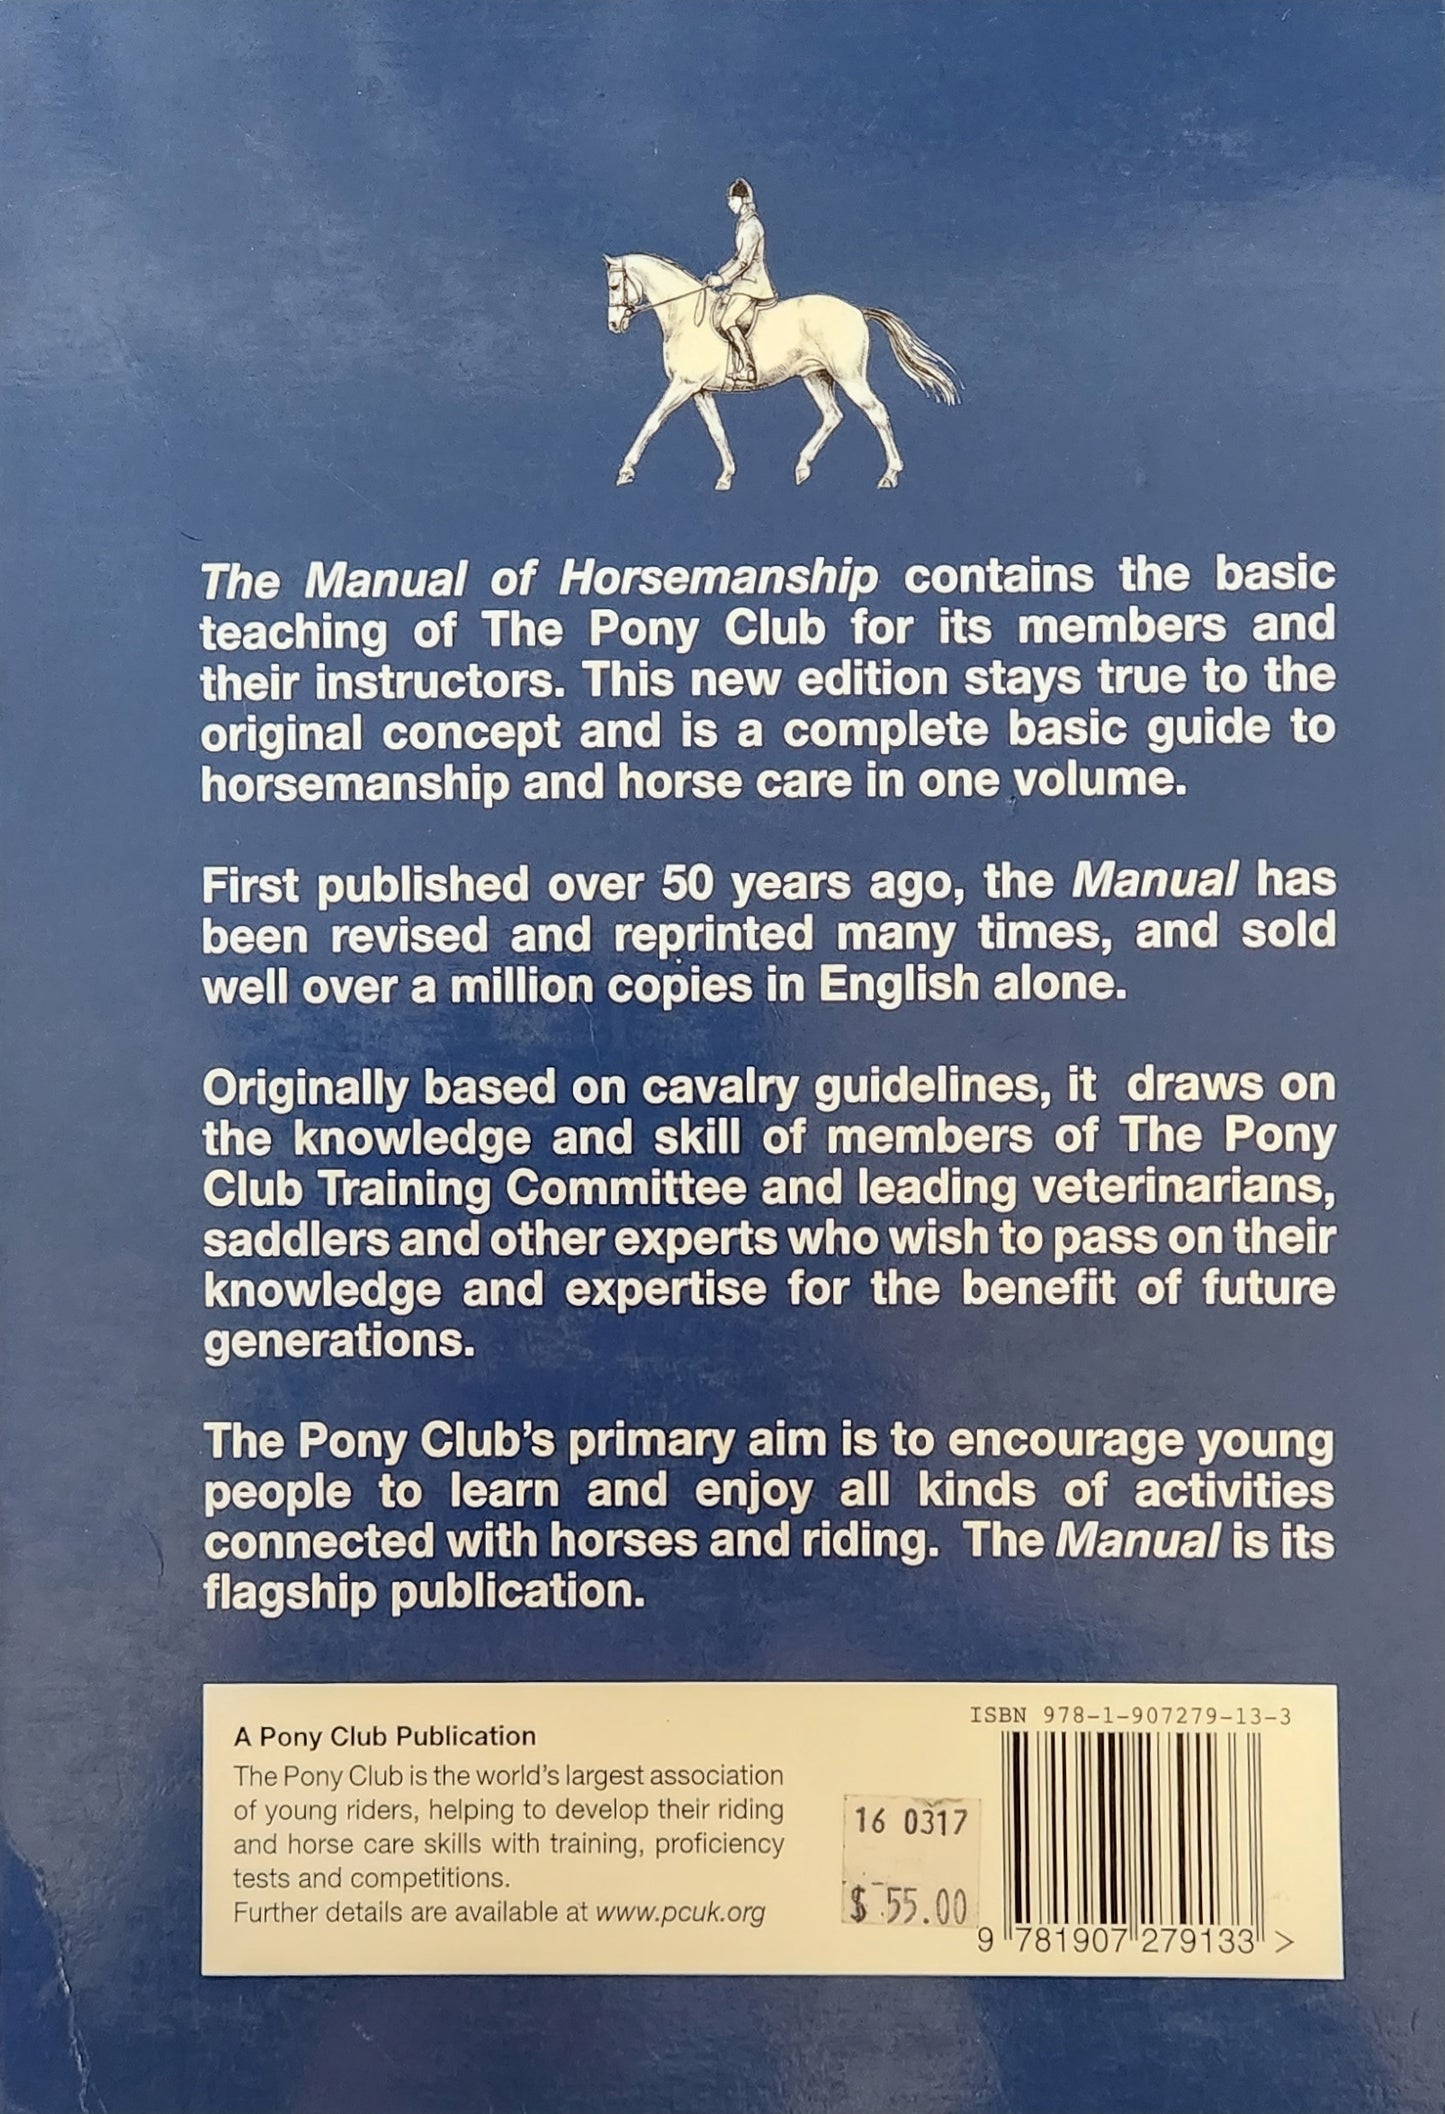 The Manual of Horsemanship contains the basic
teaching of The Pony Club for its members and
their instructors. This new edition stays true to the
original concept and is a complete basic guide to
horsemanship and horse care in one volume.
First published over 50 years ago, the Manual has
been revised and reprinted many times, and sold
well over a million copies in English alone.
Originally based on cavalry guidelines, it draws on
the knowledge and skill of members of The Pony
Club Training Committee and leading veterinarians,
saddlers and other experts who wish to pass on their
knowledge and expertise for the benefit of future
generations.
The Pony Club's primary aim is to encourage young
people to learn and enjoy all kinds of activities
connected with horses and riding. The Manual is its
flagship publication.
A Pony Club Publication
The Pony Club is the world's largest association
of young riders, helping to develop their riding
and horse care skills with training, proficiency
tests and competitions.
Further details are available at www.pcuk.org
16 0317
$ 55.00
ISBN 978-1-907279-13-3
9 781907 279133 >